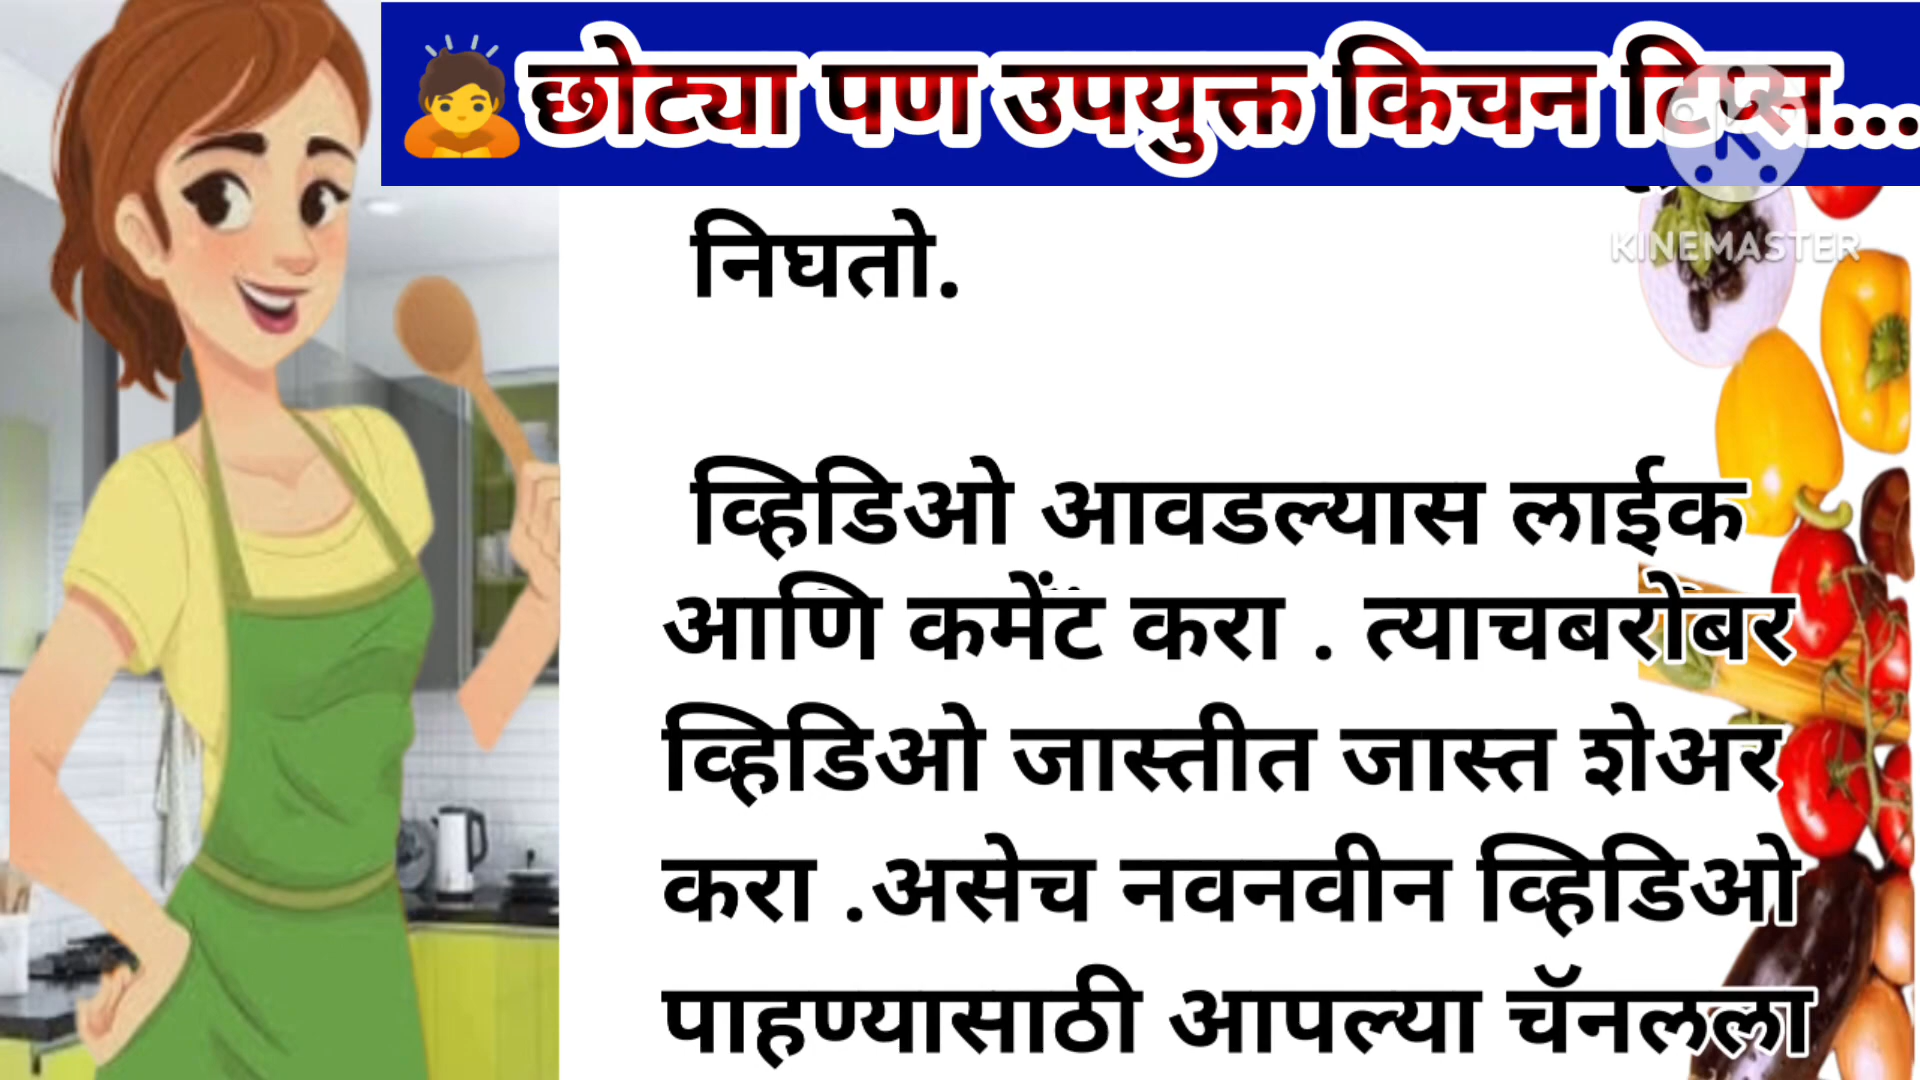 छोट्या पण उपयुक्त किचन टिप्स...
KINEMASTER
निघतो.
व्हिडिओ आवडल्यास लाईक
आणि कमेंट करा . त्याचबरोबर
व्हिडिओ जास्तीत जास्त शेअर
करा .असेच नवनवीन व्हिडिओ
पाहण्यासाठी आपल्या चॅनलला